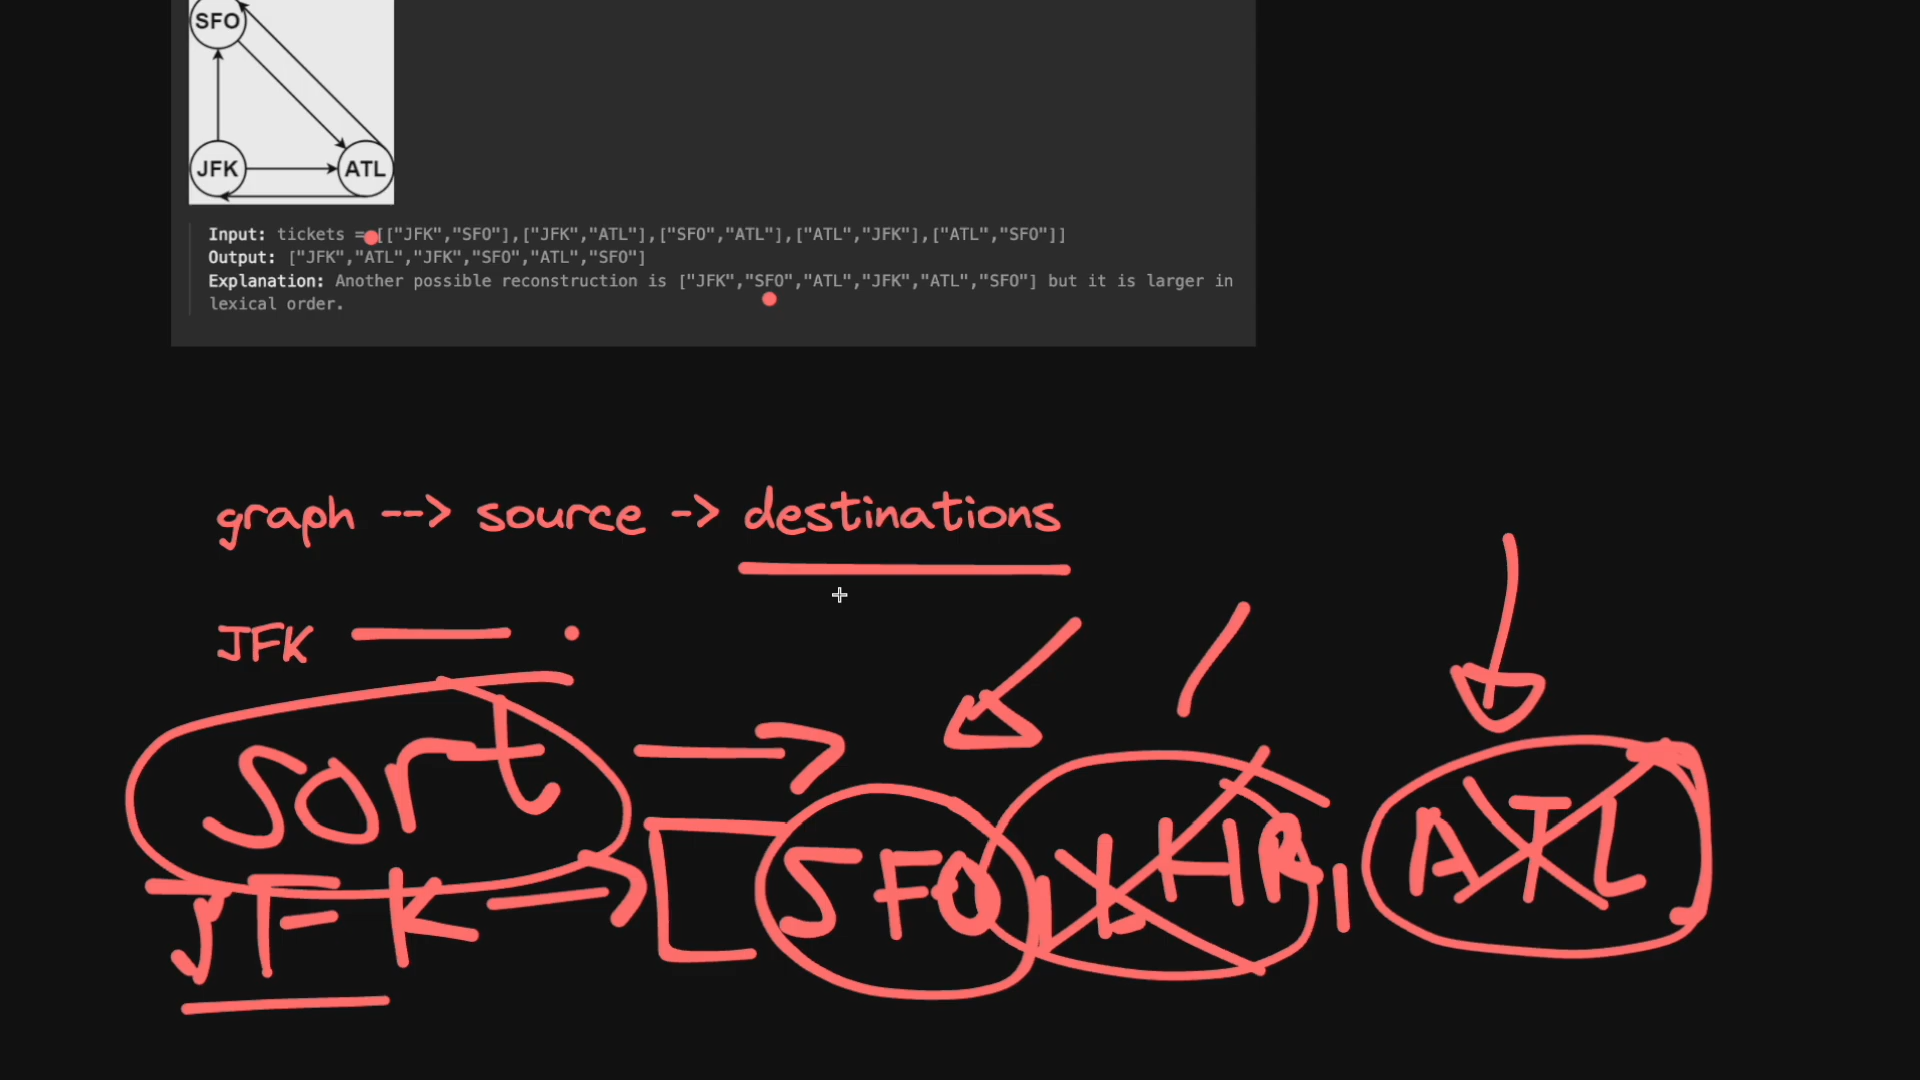 SFO
JFK ATL
Input: tickets = [["JFK","SFO"],["JFK","ATL"],["SFO","ATL"],["ATL","JFK"],["ATL","SFO"]]
Output: ["JFK","ATL","JFK","SFO","ATL","SFO"]
Explanation: Another possible reconstruction is ["JFK","SFO","ATL","JFK","ATL","SFO"] but it is larger in
lexical order.
graph --> source -> destinations
JFK
sort
JFK → [SFO, LHR, ATL]